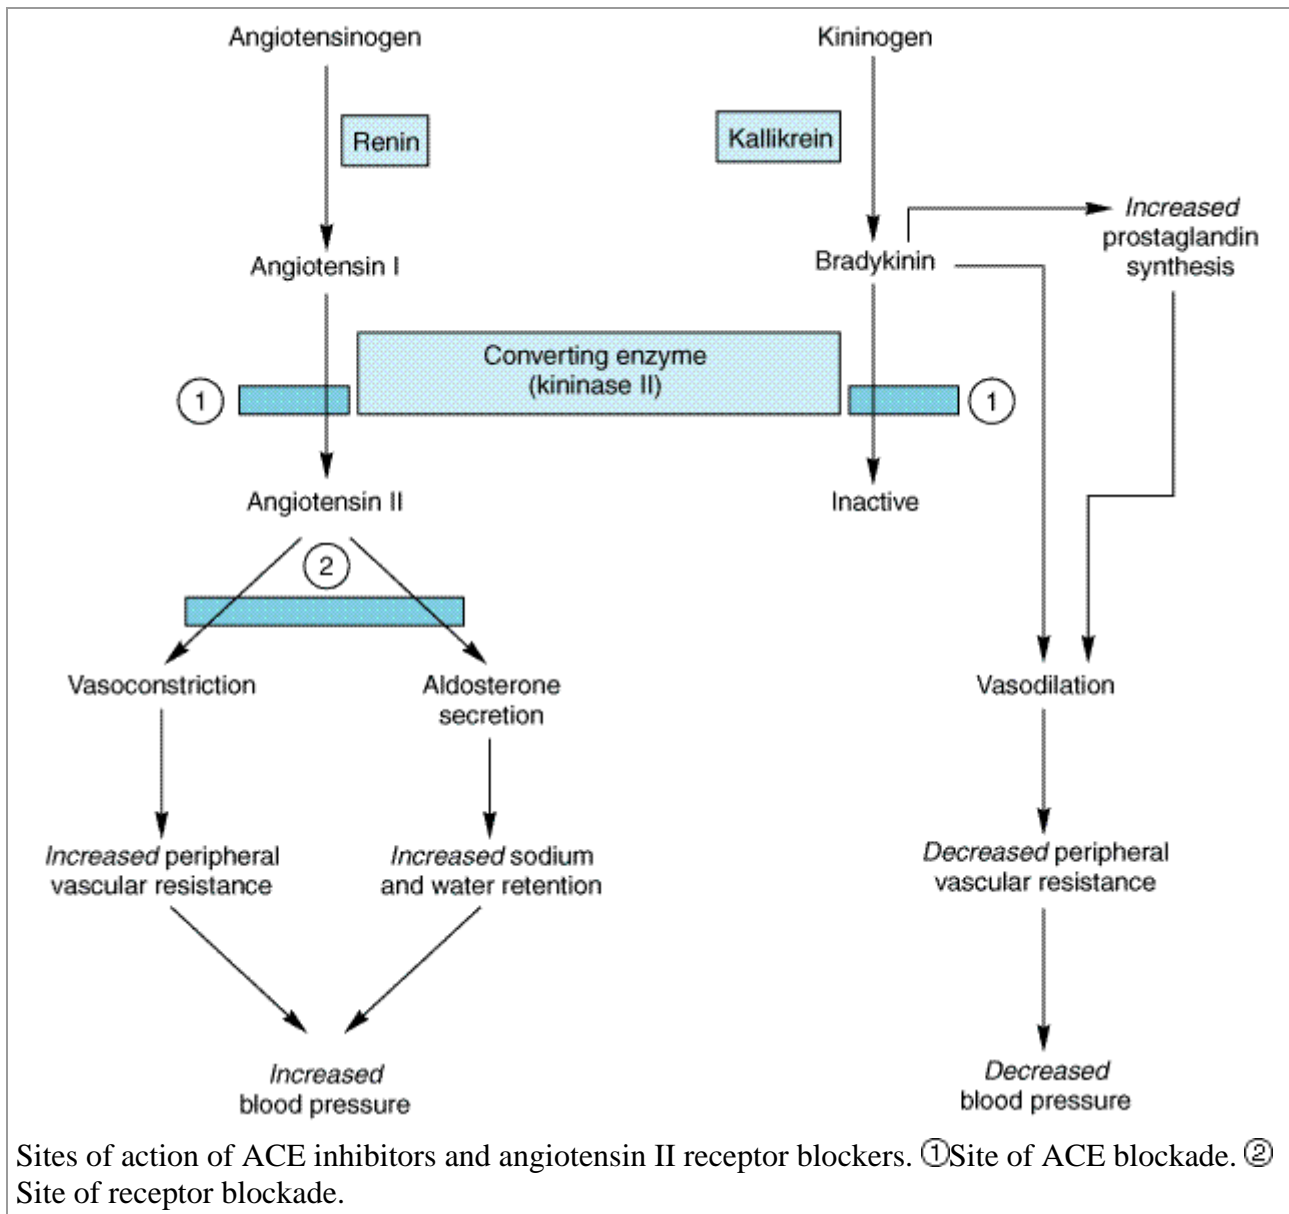 Angiotensinogen
Kininogen
Renin
Kallikrein
Increased
prostaglandin
synthesis
Angiotensin I
Bradykinin
Converting enzyme
(kininase II)
1
1
Angiotensin II
Inactive
2
Vasoconstriction
Aldosterone
secretion
Vasodilation
Increased peripheral
vascular resistance
Increased sodium
and water retention
Decreased peripheral
vascular resistance
Increased
blood pressure
Decreased
blood pressure
Sites of action of ACE inhibitors and angiotensin II receptor blockers. ①Site of ACE blockade. ②
Site of receptor blockade.